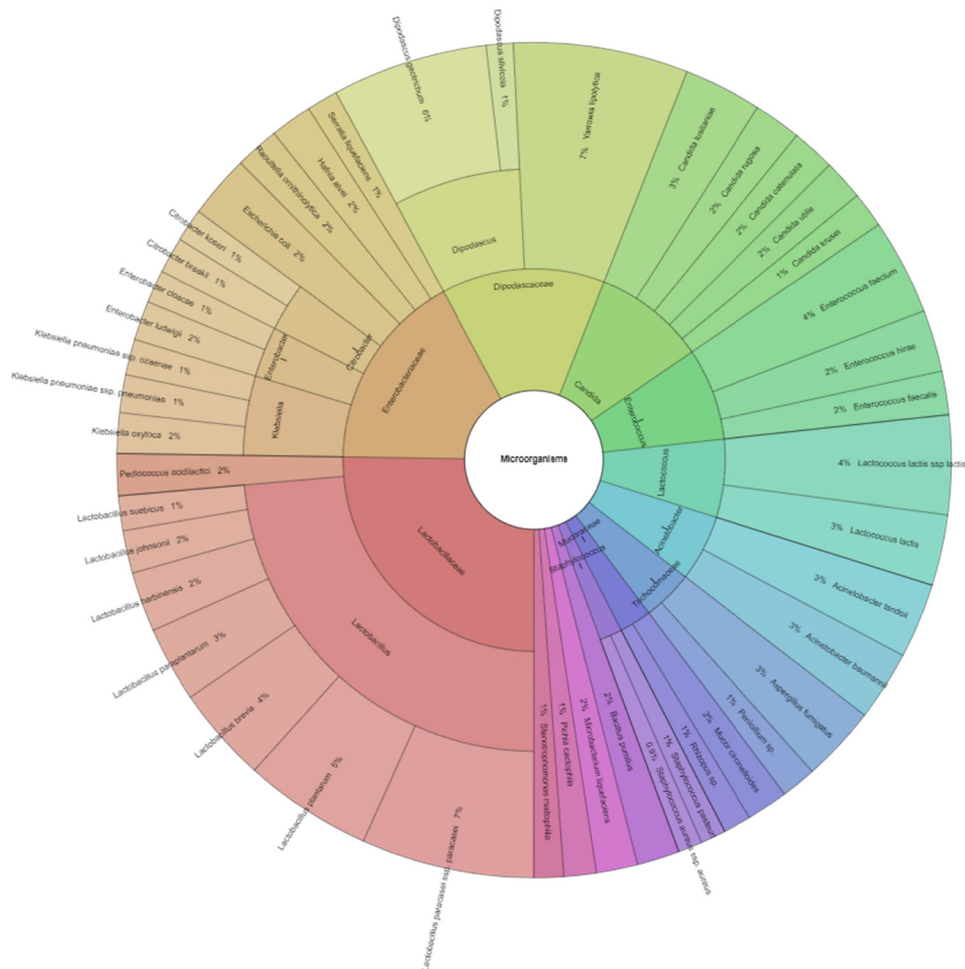 Microorganisms
Dipodascaceae
Dipodascus
Dipodascus geotrichum 6%
Dipodascus silvicola 1%
7% Yarrowia lipolytica
Candida
3% Candida lusitaniae
2% Candida rugosa
2% Candida catenulata
2% Candida utilis
1% Candida krusei
Enterococcus
4% Enterococcus faecium
2% Enterococcus hirae
2% Enterococcus faecalis
Lactococcus
4% Lactococcus lactis ssp lactis
3% Lactococcus lactis
Acinetobacter
3% Acinetobacter tandoii
3% Acinetobacter baumannii
Trichocomaceae
3% Aspergillus fumigatus
1% Penicillium sp.
Mucoraceae
2% Mucor circinelloides
1% Rhizopus sp.
Staphylococcus
1% Staphylococcus pasteuri
0.9% Staphylococcus aureus ssp. aureus
2% Bacillus pumilus
2% Microbacterium liquefaciens
1% Pichia cactophila
1% Stenotrophomonas maltophilia
Lactobacillaceae
Lactobacillus
Lactobacillus paracasei ssp. paracasei 7%
Lactobacillus plantarum 5%
Lactobacillus brevis 4%
Lactobacillus paraplantarum 3%
Lactobacillus harbinensis 2%
Lactobacillus johnsonii 2%
Lactobacillus suebicus 1%
Pediococcus acidilactici 2%
Enterobacteriaceae
Klebsiella
Klebsiella oxytoca 2%
Klebsiella pneumoniae ssp. pneumoniae 1%
Klebsiella pneumoniae ssp. ozaenae 1%
Enterobacter
Enterobacter ludwigii 2%
Enterobacter cloacae 1%
Citrobacter
Citrobacter braakii 1%
Citrobacter koseri 1%
Escherichia coli 2%
Raoultella ornithinolytica 2%
Hafnia alvei 2%
Serratia liquefaciens 1%